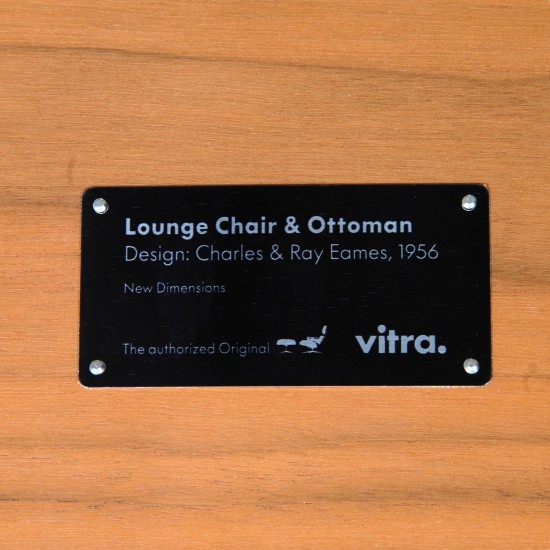 Lounge Chair & Ottoman
Design: Charles & Ray Eames, 1956
New Dimensions
The authorized Original vitra.